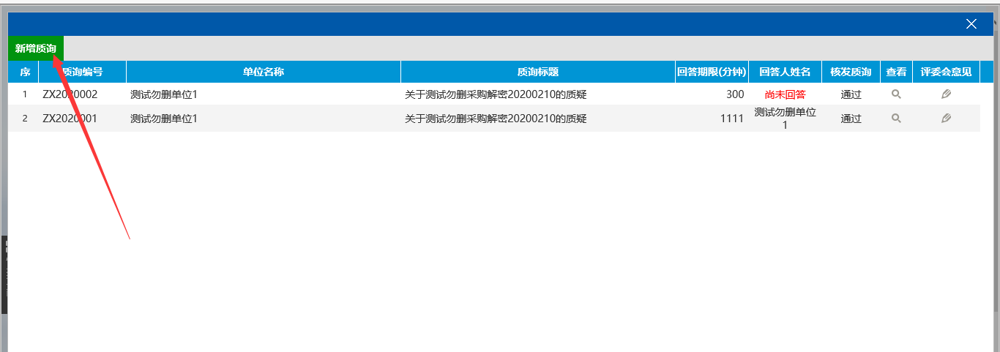 新增质询
序 质询编号 单位名称 质询标题 回答期限(分钟) 回答人姓名 核发质询 查看 评委会意见
1 ZX2020002 测试勿删单位1 关于测试勿删采购解密20200210的质疑 300 尚未回答 通过
2 ZX2020001 测试勿删单位1 关于测试勿删采购解密20200210的质疑 1111 测试勿删单位 通过
1